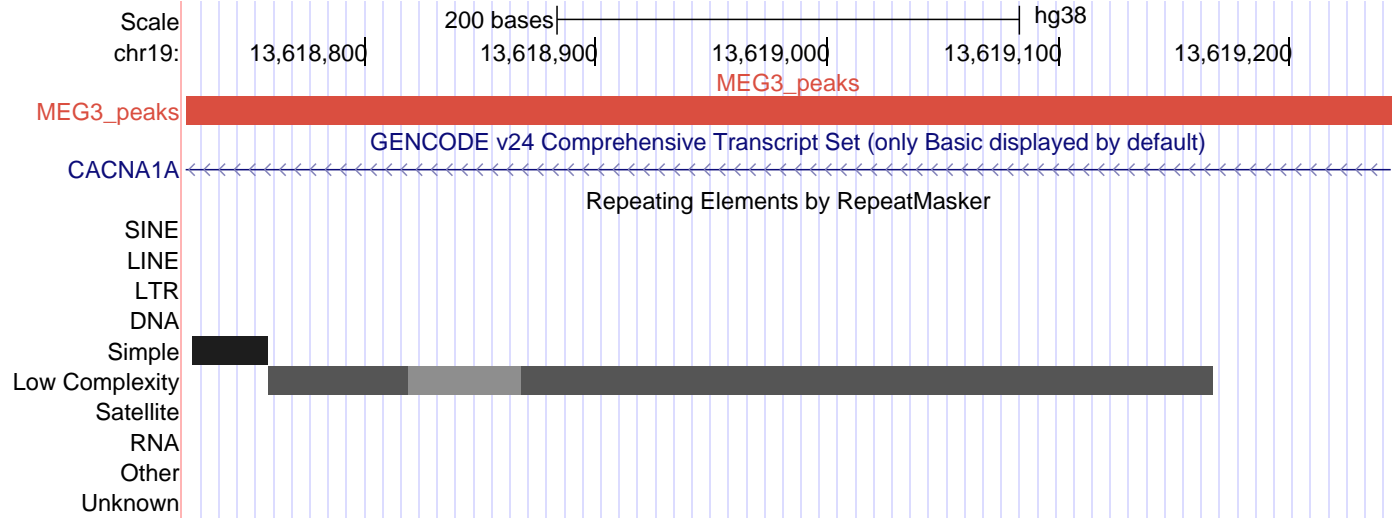 Scale 200 bases hg38
chr19: 13,618,800 13,618,900 13,619,000 13,619,100 13,619,200
MEG3_peaks
MEG3_peaks
GENCODE v24 Comprehensive Transcript Set (only Basic displayed by default)
CACNA1A
Repeating Elements by RepeatMasker
SINE
LINE
LTR
DNA
Simple
Low Complexity
Satellite
RNA
Other
Unknown